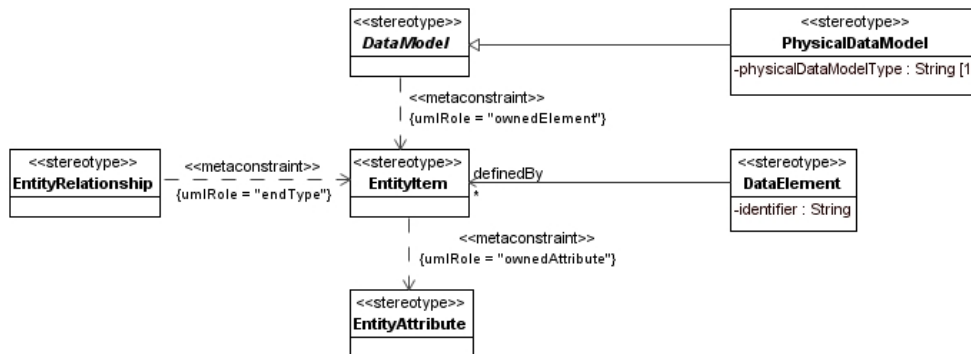 <<stereotype>>
DataModel
<<stereotype>>
PhysicalDataModel
-physicalDataModelType : String [1
<<metaconstraint>>
{umlRole = "ownedElement"}
<<stereotype>>
EntityRelationship
<<metaconstraint>>
{umlRole = "endType"}
<<stereotype>>
EntityItem
definedBy
*
<<stereotype>>
DataElement
-identifier : String
<<metaconstraint>>
{umlRole = "ownedAttribute"}
<<stereotype>>
EntityAttribute